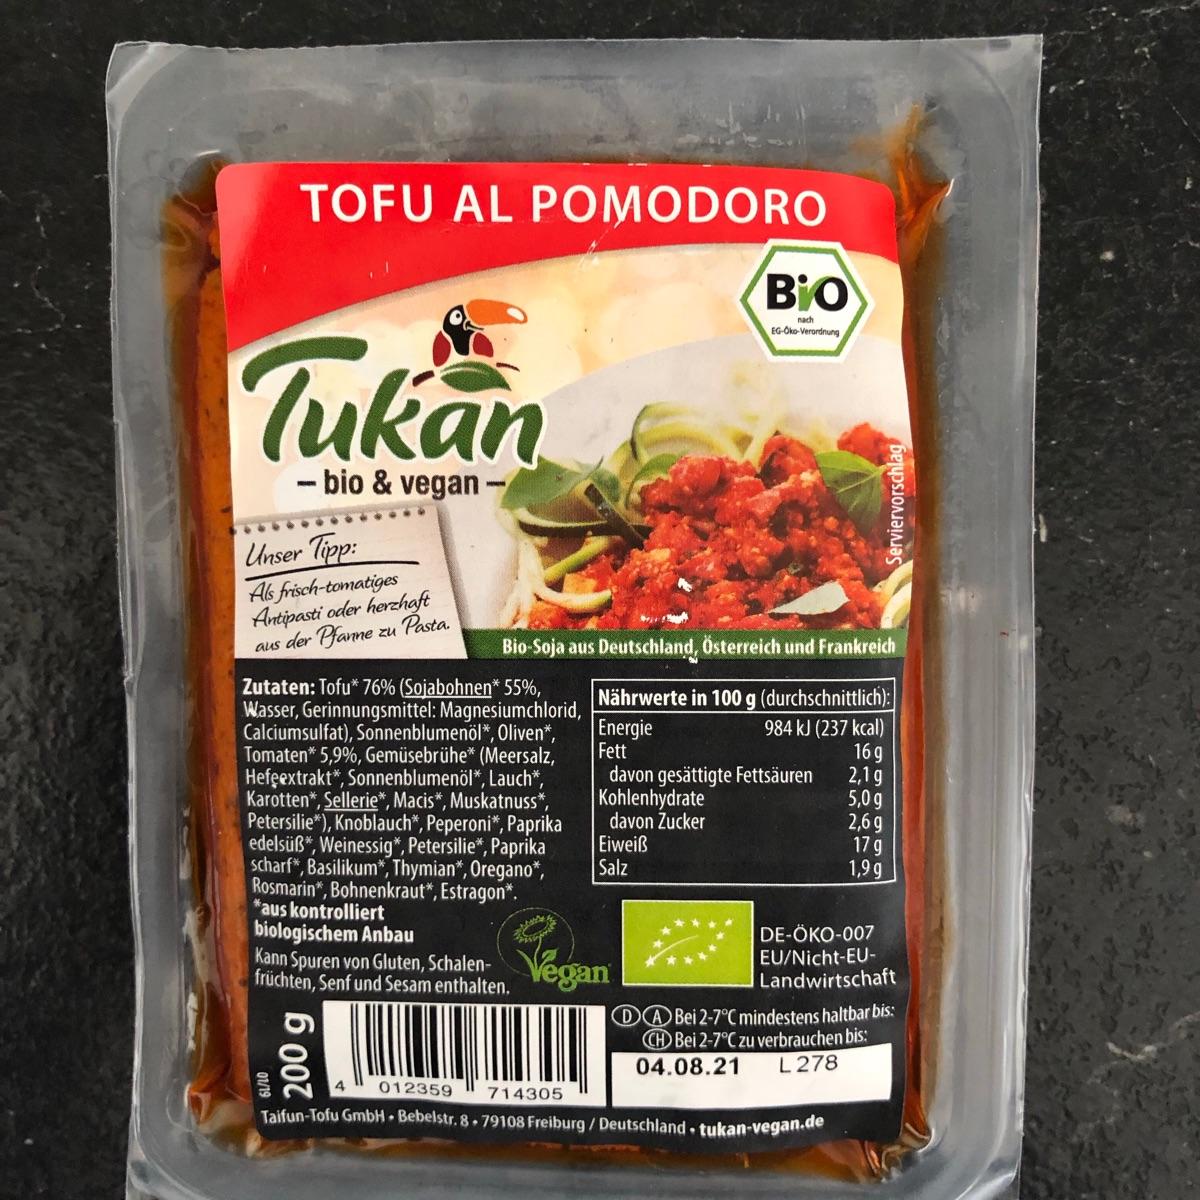 TOFU AL POMODORO
BiO
nach
EG-Öko-Verordnung
Tukan
– bio & vegan –
Unser Tipp:
Als frisch-tomatiges
Antipasti oder herzhaft
aus der Pfanne zu Pasta.
Serviervorschlag
Bio-Soja aus Deutschland, Österreich und Frankreich
Zutaten: Tofu* 76% (Sojabohnen* 55%,
Wasser, Gerinnungsmittel: Magnesiumchlorid,
Calciumsulfat), Sonnenblumenöl*, Oliven*,
Tomaten* 5,9%, Gemüsebrühe* (Meersalz,
Hefeextrakt*, Sonnenblumenöl*, Lauch*,
Karotten*, Sellerie*, Macis*, Muskatnuss*,
Petersilie*), Knoblauch*, Peperoni*, Paprika
edelsüß*, Weinessig*, Petersilie*, Paprika
scharf*, Basilikum*, Thymian*, Oregano*,
Rosmarin*, Bohnenkraut*, Estragon*.
*aus kontrolliert
biologischem Anbau
Kann Spuren von Gluten, Schalen-
früchten, Senf und Sesam enthalten.
Nährwerte in 100 g (durchschnittlich):
Energie 984 kJ (237 kcal)
Fett 16 g
davon gesättigte Fettsäuren 2,1 g
Kohlenhydrate 5,0 g
davon Zucker 2,6 g
Eiweiß 17 g
Salz 1,9 g
Vegan
DE-ÖKO-007
EU/Nicht-EU-
Landwirtschaft
D A Bei 2-7°C mindestens haltbar bis:
CH Bei 2-7°C zu verbrauchen bis:
04.08.21 L278
01/19
200 g
4 012359 714305
Taifun-Tofu GmbH • Bebelstr. 8 • 79108 Freiburg / Deutschland • tukan-vegan.de